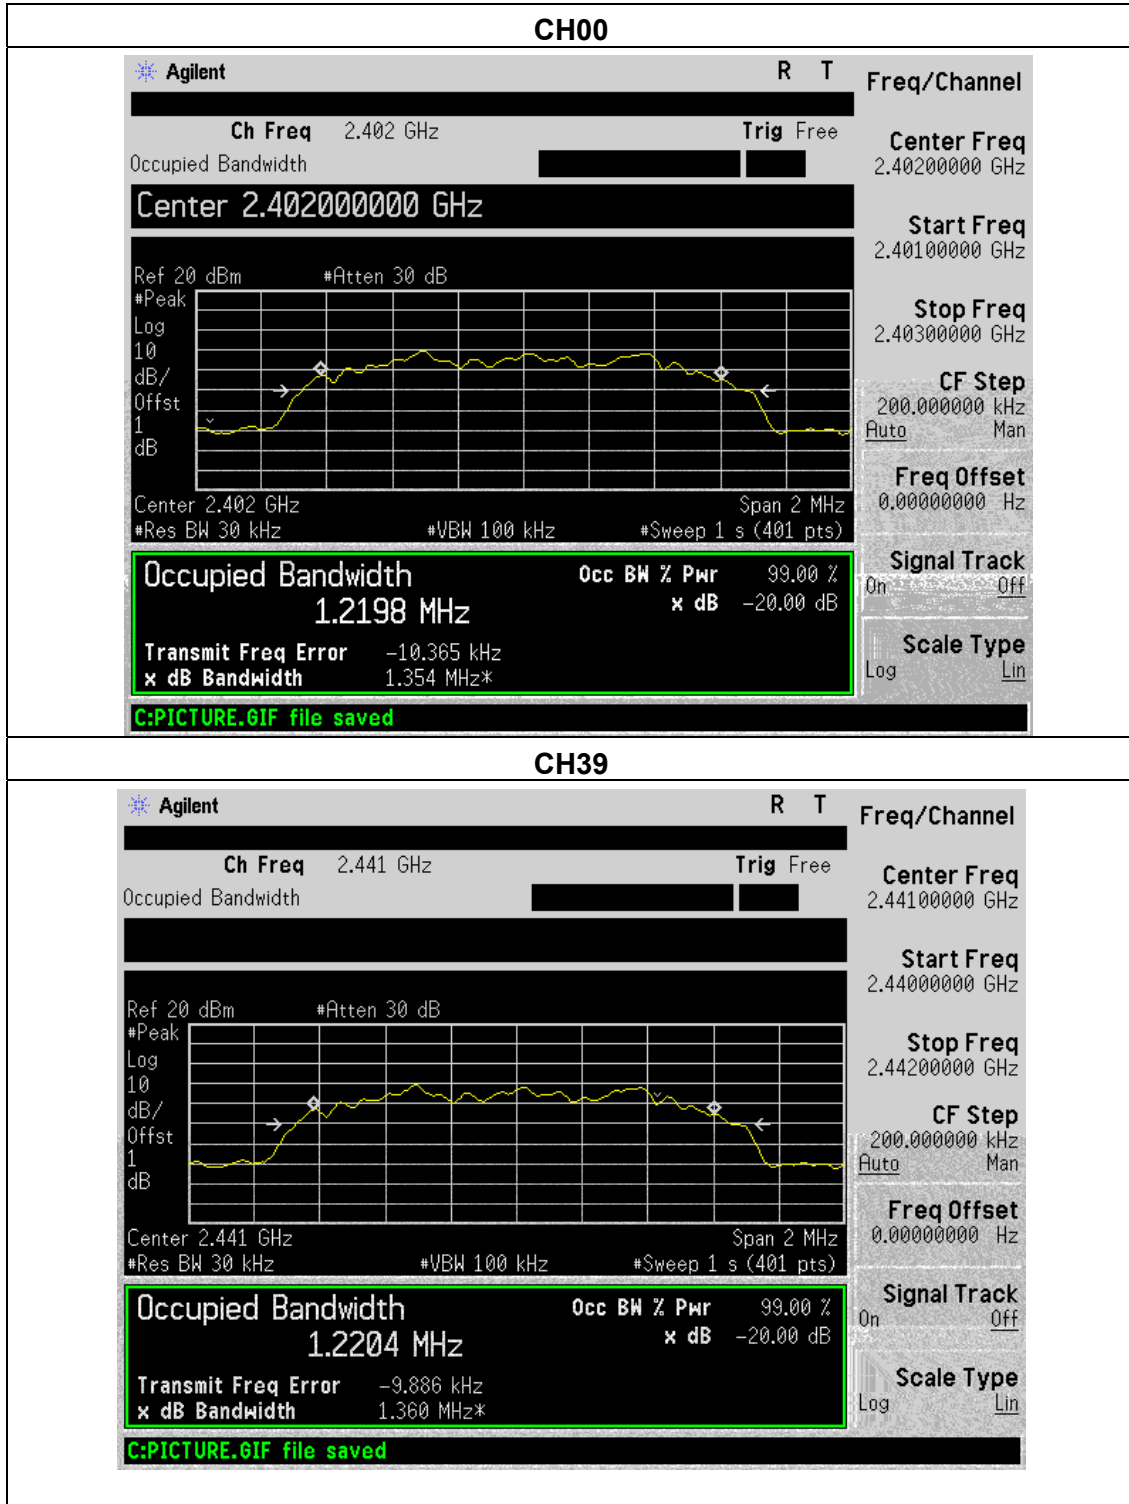 CH00
Agilent R T
Freq/Channel
Ch Freq 2.402 GHz Trig Free
Occupied Bandwidth
Center Freq
2.40200000 GHz
Center 2.402000000 GHz
Start Freq
2.40100000 GHz
Ref 20 dBm #Atten 30 dB
#Peak
Log
10
dB/
Offst
1
dB
Stop Freq
2.40300000 GHz
CF Step
200.000000 kHz
Auto Man
Freq Offset
0.00000000 Hz
Center 2.402 GHz Span 2 MHz
#Res BW 30 kHz #VBW 100 kHz #Sweep 1 s (401 pts)
Signal Track
On Off
Occupied Bandwidth Occ BW % Pwr 99.00 %
1.2198 MHz x dB -20.00 dB
Transmit Freq Error -10.365 kHz
x dB Bandwidth 1.354 MHz*
Scale Type
Log Lin
C:PICTURE.GIF file saved
CH39
Agilent R T
Freq/Channel
Ch Freq 2.441 GHz Trig Free
Occupied Bandwidth
Center Freq
2.44100000 GHz
Start Freq
2.44000000 GHz
Ref 20 dBm #Atten 30 dB
#Peak
Log
10
dB/
Offst
1
dB
Stop Freq
2.44200000 GHz
CF Step
200.000000 kHz
Auto Man
Freq Offset
0.00000000 Hz
Center 2.441 GHz Span 2 MHz
#Res BW 30 kHz #VBW 100 kHz #Sweep 1 s (401 pts)
Signal Track
On Off
Occupied Bandwidth Occ BW % Pwr 99.00 %
1.2204 MHz x dB -20.00 dB
Transmit Freq Error -9.886 kHz
x dB Bandwidth 1.360 MHz*
Scale Type
Log Lin
C:PICTURE.GIF file saved